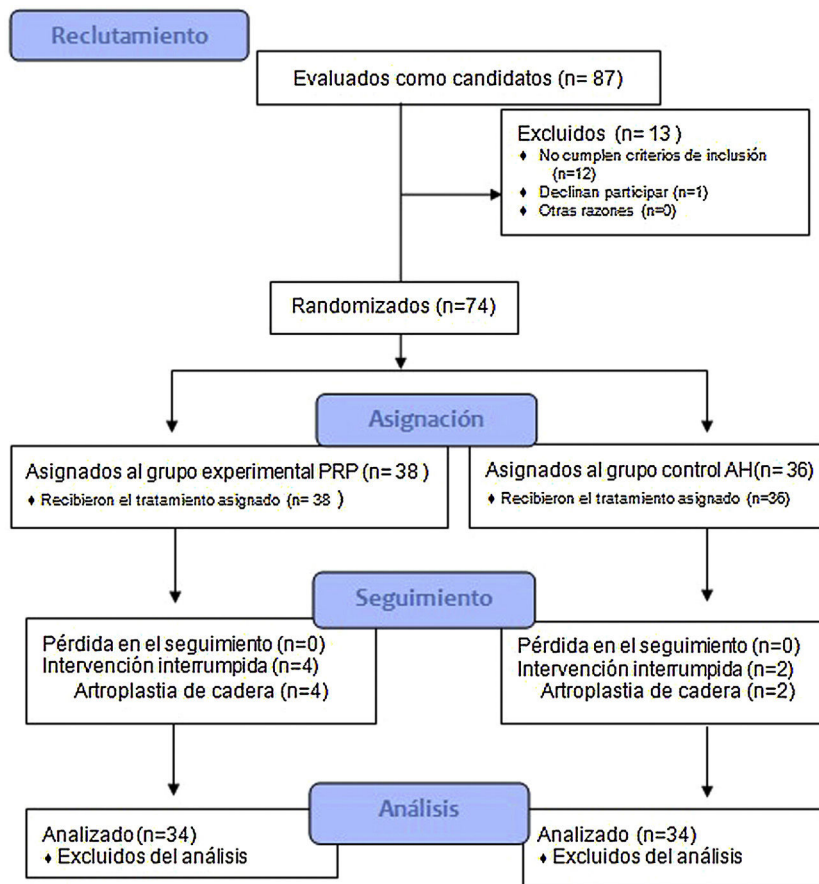 Reclutamiento
Evaluados como candidatos (n= 87)
Excluidos (n= 13 )
♦ No cumplen criterios de inclusión
(n=12)
♦ Declinan participar (n=1)
♦ Otras razones (n=0)
Randomizados (n=74)
Asignación
Asignados al grupo experimental PRP (n= 38 )
♦ Recibieron el tratamiento asignado (n= 38 )
Asignados al grupo control AH(n= 36)
♦ Recibieron el tratamiento asignado (n=36)
Seguimiento
Pérdida en el seguimiento (n=0)
Intervención interrumpida (n=4)
Artroplastia de cadera (n=4)
Pérdida en el seguimiento (n=0)
Intervención interrumpida (n=2)
Artroplastia de cadera (n=2)
Análisis
Analizado (n=34)
♦ Excluidos del análisis
Analizado (n=34)
♦ Excluidos del análisis